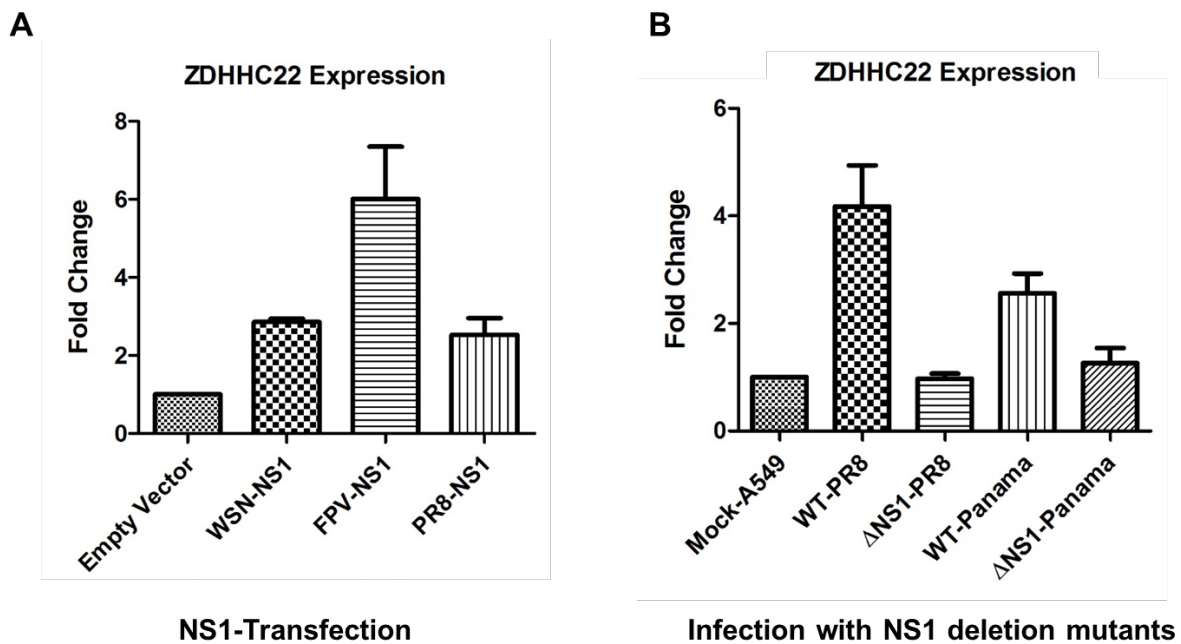 A
ZDHHC22 Expression
Fold Change
8
6
4
2
0
Empty Vector
WSN-NS1
FPV-NS1
PR8-NS1
NS1-Transfection
B
ZDHHC22 Expression
Fold Change
6
4
2
0
Mock-A549
WT-PR8
ΔNS1-PR8
WT-Panama
ΔNS1-Panama
Infection with NS1 deletion mutants